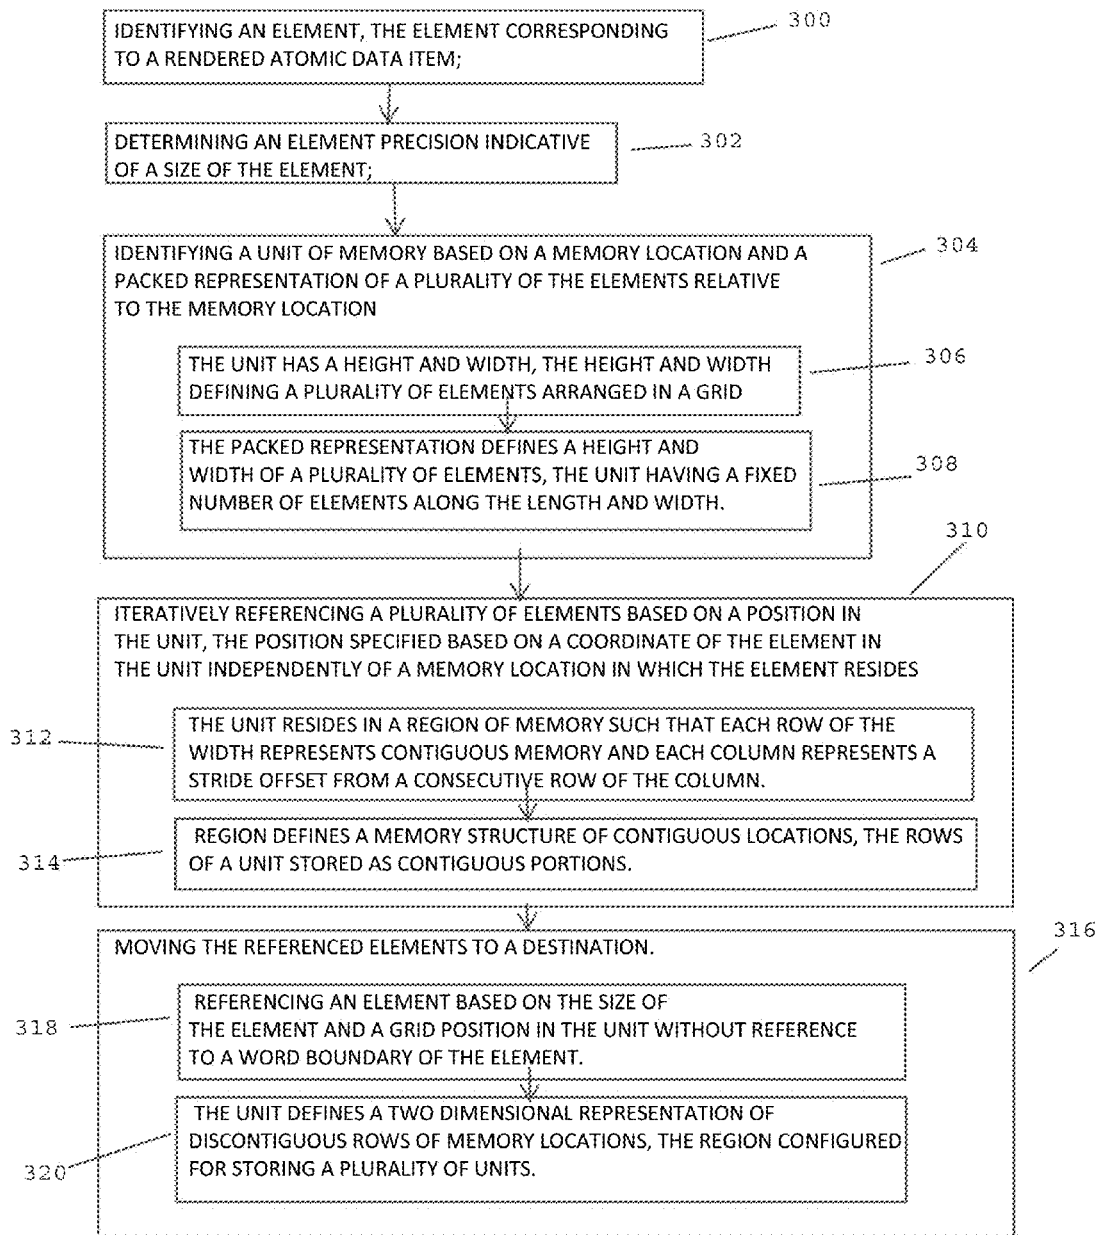 IDENTIFYING AN ELEMENT, THE ELEMENT CORRESPONDING
TO A RENDERED ATOMIC DATA ITEM;
300
DETERMINING AN ELEMENT PRECISION INDICATIVE
OF A SIZE OF THE ELEMENT;
302
IDENTIFYING A UNIT OF MEMORY BASED ON A MEMORY LOCATION AND A
PACKED REPRESENTATION OF A PLURALITY OF THE ELEMENTS RELATIVE
TO THE MEMORY LOCATION
304
THE UNIT HAS A HEIGHT AND WIDTH, THE HEIGHT AND WIDTH
DEFINING A PLURALITY OF ELEMENTS ARRANGED IN A GRID
306
THE PACKED REPRESENTATION DEFINES A HEIGHT AND
WIDTH OF A PLURALITY OF ELEMENTS, THE UNIT HAVING A FIXED
NUMBER OF ELEMENTS ALONG THE LENGTH AND WIDTH.
308
310
ITERATIVELY REFERENCING A PLURALITY OF ELEMENTS BASED ON A POSITION IN
THE UNIT, THE POSITION SPECIFIED BASED ON A COORDINATE OF THE ELEMENT IN
THE UNIT INDEPENDENTLY OF A MEMORY LOCATION IN WHICH THE ELEMENT RESIDES
312
THE UNIT RESIDES IN A REGION OF MEMORY SUCH THAT EACH ROW OF THE
WIDTH REPRESENTS CONTIGUOUS MEMORY AND EACH COLUMN REPRESENTS A
STRIDE OFFSET FROM A CONSECUTIVE ROW OF THE COLUMN.
314
REGION DEFINES A MEMORY STRUCTURE OF CONTIGUOUS LOCATIONS, THE ROWS
OF A UNIT STORED AS CONTIGUOUS PORTIONS.
MOVING THE REFERENCED ELEMENTS TO A DESTINATION.
316
318
REFERENCING AN ELEMENT BASED ON THE SIZE OF
THE ELEMENT AND A GRID POSITION IN THE UNIT WITHOUT REFERENCE
TO A WORD BOUNDARY OF THE ELEMENT.
320
THE UNIT DEFINES A TWO DIMENSIONAL REPRESENTATION OF
DISCONTIGUOUS ROWS OF MEMORY LOCATIONS, THE REGION CONFIGURED
FOR STORING A PLURALITY OF UNITS.